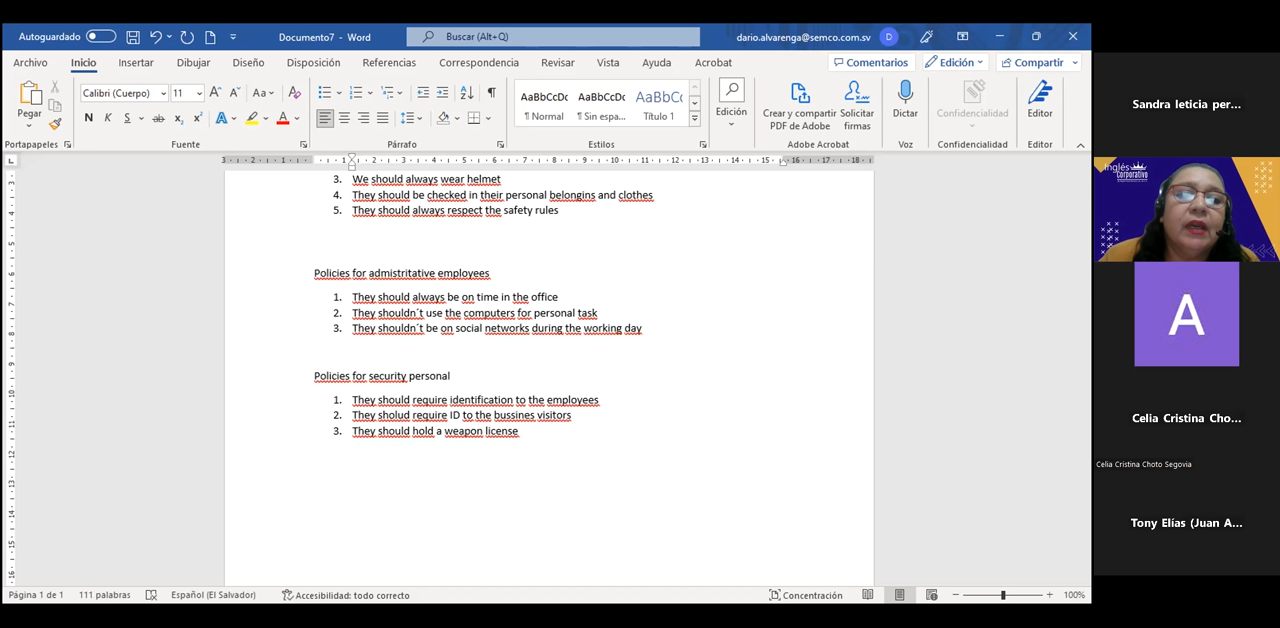 Autoguardado
Documento7 - Word
Buscar (Alt+Q)
dario.alvarenga@semco.com.sv
D
Archivo Inicio Insertar Dibujar Diseño Disposición Referencias Correspondencia Revisar Vista Ayuda Acrobat
Comentarios Edición Compartir
Pegar
Calibri (Cuerpo) 11
AaBbCcDc AaBbCcDc AaBbC
¶ Normal ¶ Sin espa... Título 1
Edición
Crear y compartir PDF de Adobe
Solicitar firmas
Dictar
Confidencialidad
Editor
Portapapeles Fuente Párrafo Estilos Adobe Acrobat Voz Confidencialidad Editor
3. We should always wear helmet
4. They should be checked in their personal belongins and clothes
5. They should always respect the safety rules
Policies for admistritative employees
1. They should always be on time in the office
2. They shouldn´t use the computers for personal task
3. They shouldn´t be on social networks during the working day
Policies for security personal
1. They should require identification to the employees
2. They sholud require ID to the bussines visitors
3. They should hold a weapon license
Página 1 de 1 111 palabras Español (El Salvador) Accesibilidad: todo correcto Concentración 100%
Sandra leticia per...
Inglés
Corporativo
A
Celia Cristina Cho...
Celia Cristina Choto Segovia
Tony Elías (Juan A...